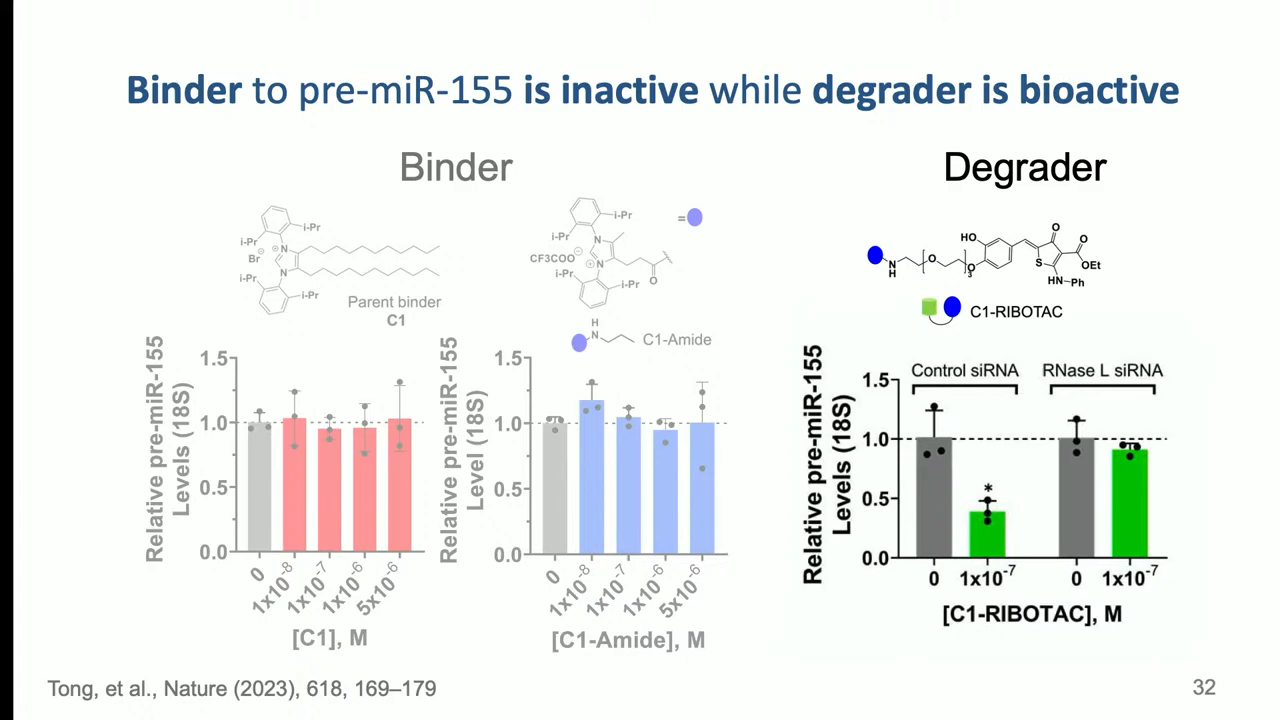 Binder to pre-miR-155 is inactive while degrader is bioactive
Binder
i-Pr
i-Pr
i-Pr
i-Pr
N
N
+
Br⁻
Parent binder
C1
i-Pr
i-Pr
i-Pr
i-Pr
N
N
+
CF3COO⁻
O
=
H
N
C1-Amide
Relative pre-miR-155
Levels (18S)
1.5
1.0
0.5
0.0
0
1x10⁻⁸
1x10⁻⁷
1x10⁻⁶
5x10⁻⁶
[C1], M
Relative pre-miR-155
Level (18S)
1.5
1.0
0.5
0.0
0
1x10⁻⁸
1x10⁻⁷
1x10⁻⁶
5x10⁻⁶
[C1-Amide], M
Degrader
HO
O
O
OEt
S
HN-Ph
N
H
O
O
3
C1-RIBOTAC
Relative pre-miR-155
Levels (18S)
Control siRNA
RNase L siRNA
1.5
1.0
0.5
0.0
*
0
1x10⁻⁷
0
1x10⁻⁷
[C1-RIBOTAC], M
Tong, et al., Nature (2023), 618, 169–179
32